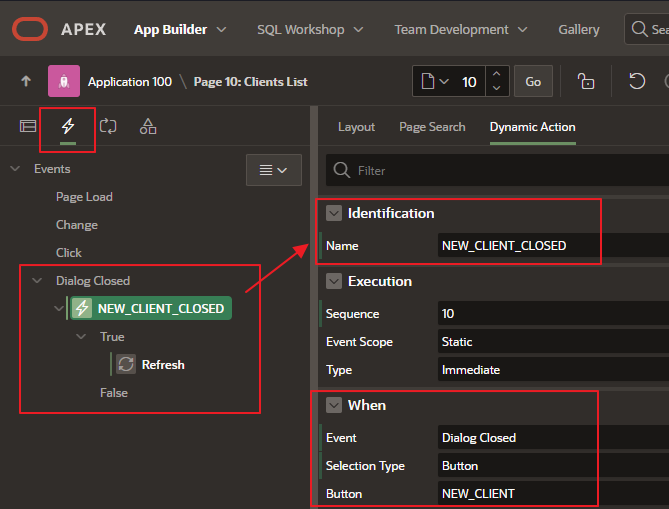 APEX App Builder SQL Workshop Team Development Gallery
Application 100 \ Page 10: Clients List 10 Go
Layout Page Search Dynamic Action
Events
Page Load
Change
Click
Dialog Closed
NEW_CLIENT_CLOSED
True
Refresh
False
Filter
Identification
Name NEW_CLIENT_CLOSED
Execution
Sequence 10
Event Scope Static
Type Immediate
When
Event Dialog Closed
Selection Type Button
Button NEW_CLIENT